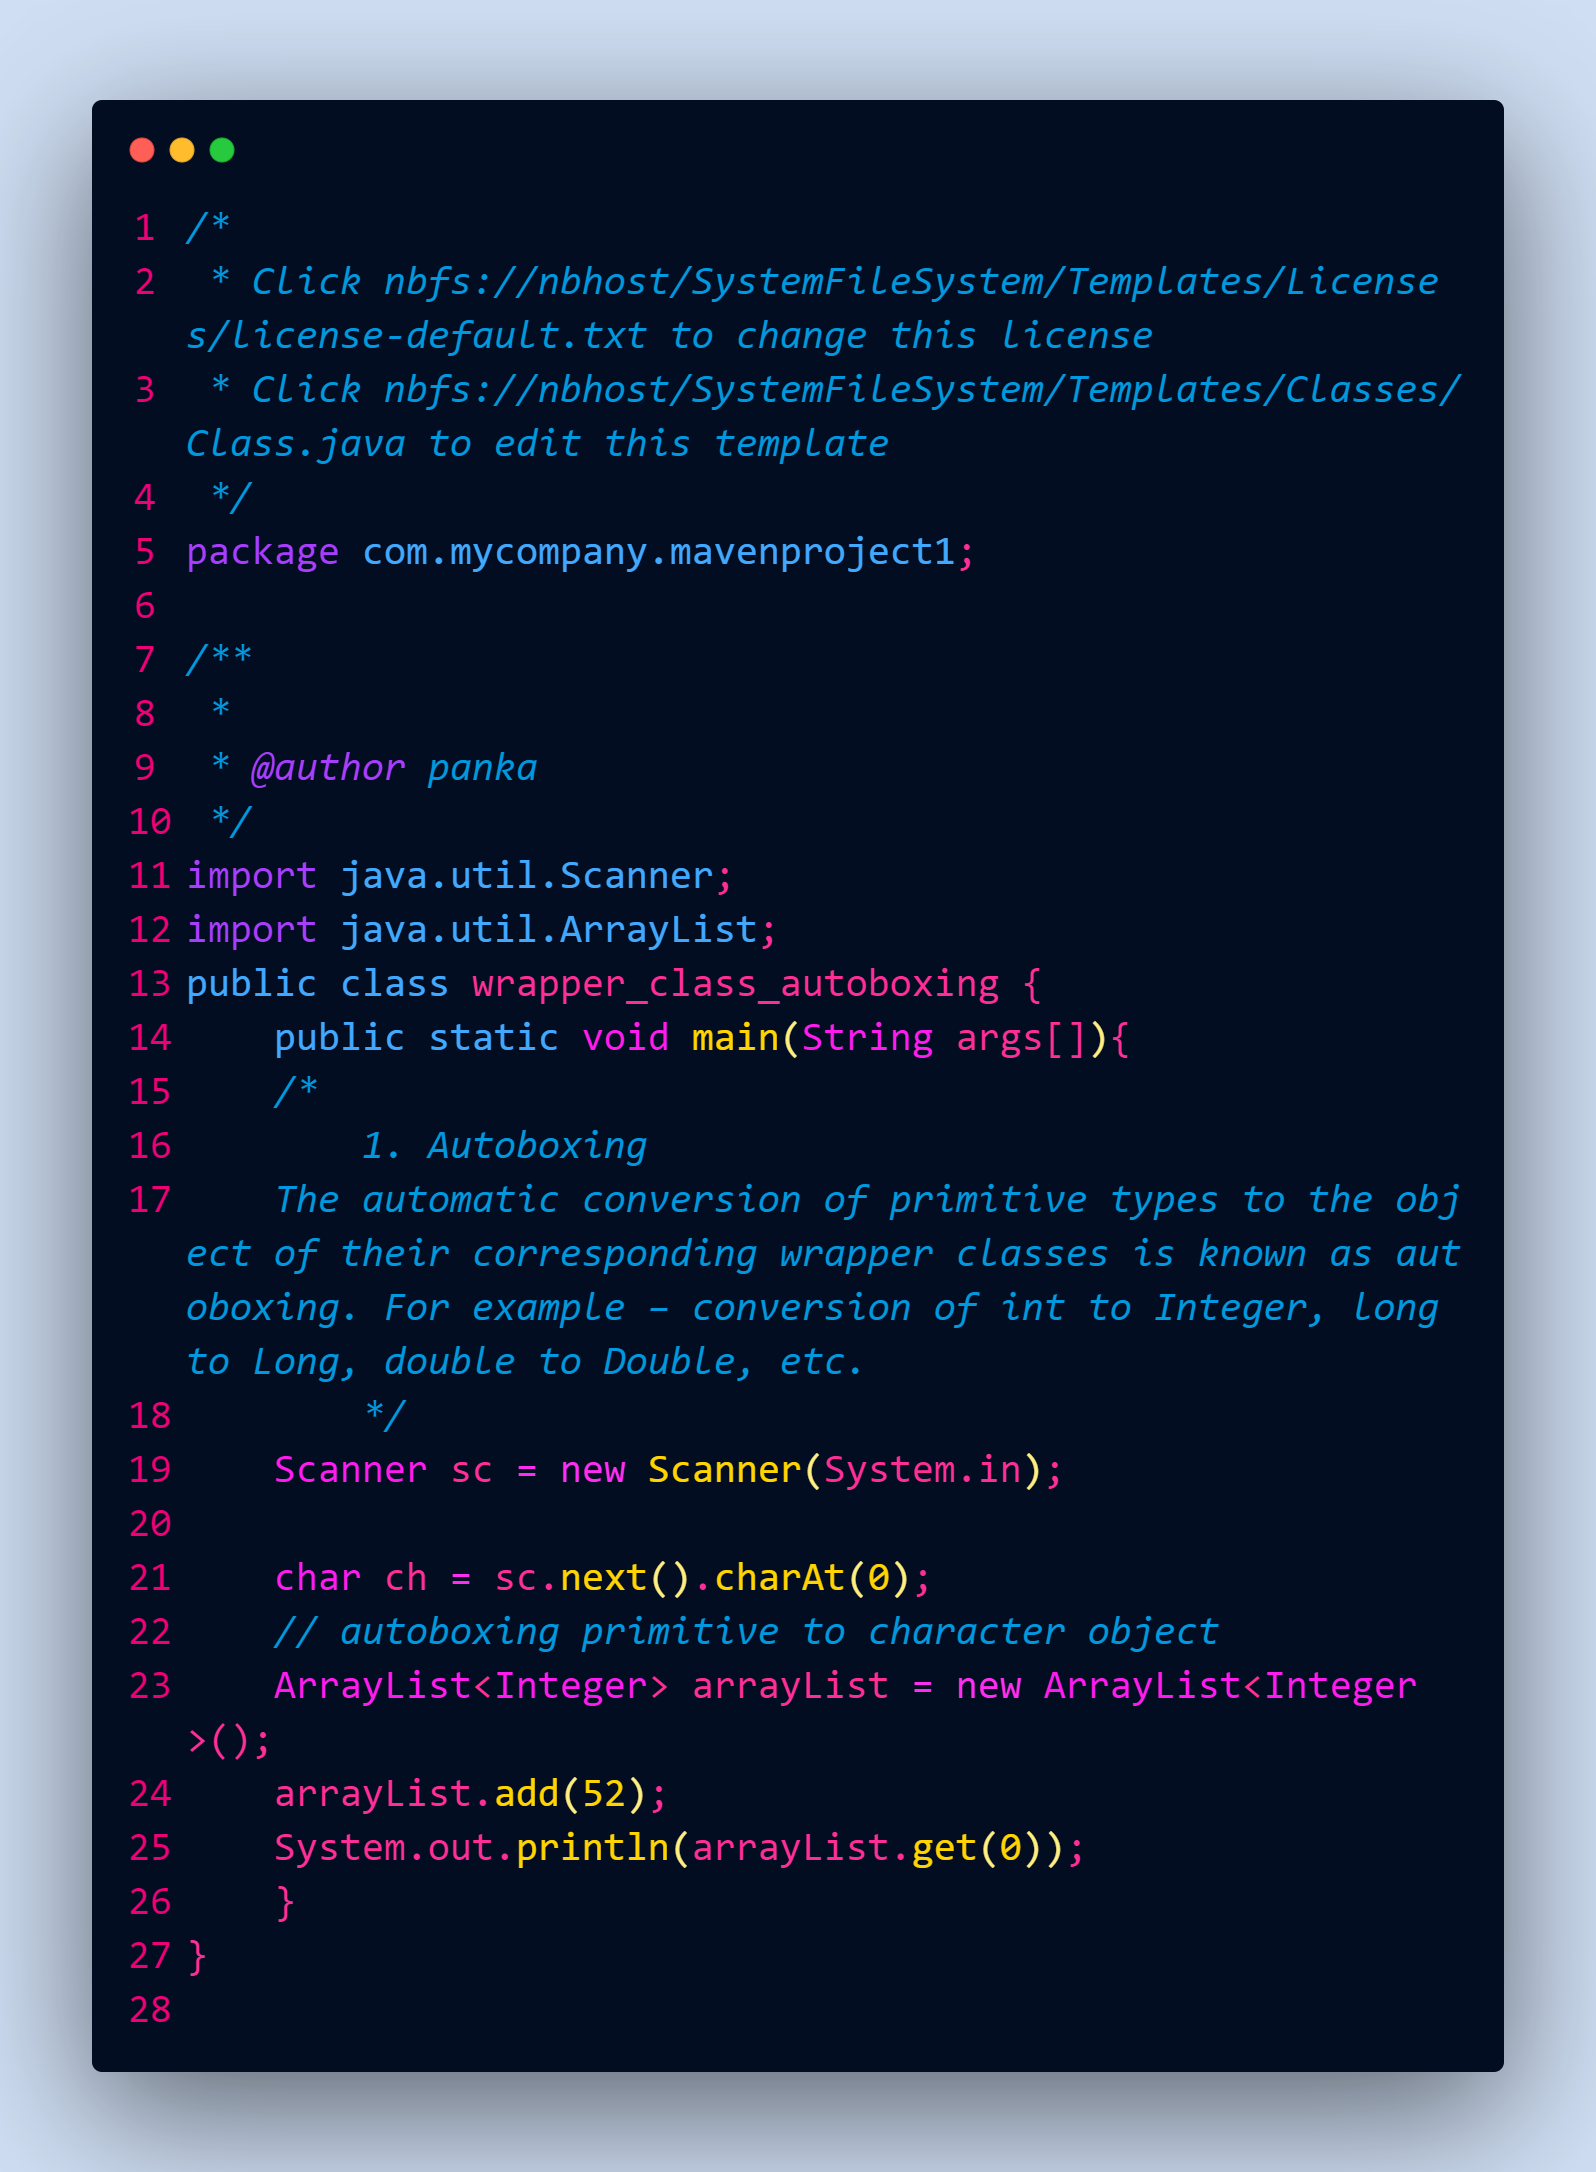 1 /*
2  * Click nbfs://nbhost/SystemFileSystem/Templates/License
s/license-default.txt to change this license
3  * Click nbfs://nbhost/SystemFileSystem/Templates/Classes/
Class.java to edit this template
4  */
5 package com.mycompany.mavenproject1;
6
7 /**
8  *
9  * @author panka
10  */
11 import java.util.Scanner;
12 import java.util.ArrayList;
13 public class wrapper_class_autoboxing {
14     public static void main(String args[]){
15     /*
16         1. Autoboxing
17     The automatic conversion of primitive types to the obj
ect of their corresponding wrapper classes is known as aut
oboxing. For example – conversion of int to Integer, long
to Long, double to Double, etc.
18         */
19     Scanner sc = new Scanner(System.in);
20
21     char ch = sc.next().charAt(0);
22     // autoboxing primitive to character object
23     ArrayList<Integer> arrayList = new ArrayList<Integer
>();
24     arrayList.add(52);
25     System.out.println(arrayList.get(0));
26     }
27 }
28